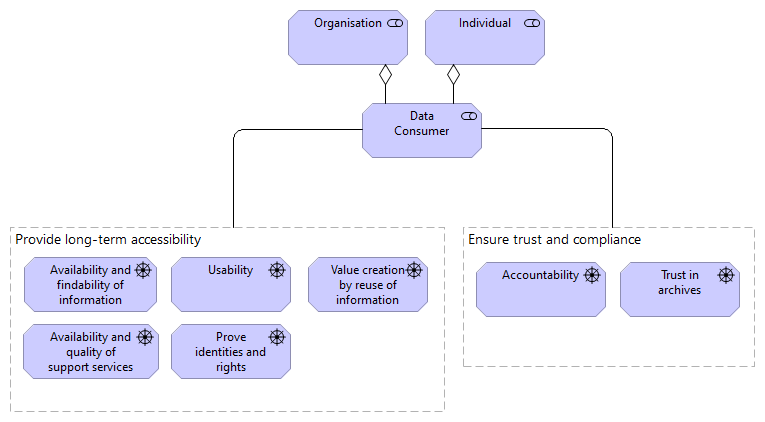 Organisation
Individual
Data
Consumer
Provide long-term accessibility
Availability and
findability of
information
Usability
Value creation
by reuse of
information
Availability and
quality of
support services
Prove
identities and
rights
Ensure trust and compliance
Accountability
Trust in
archives